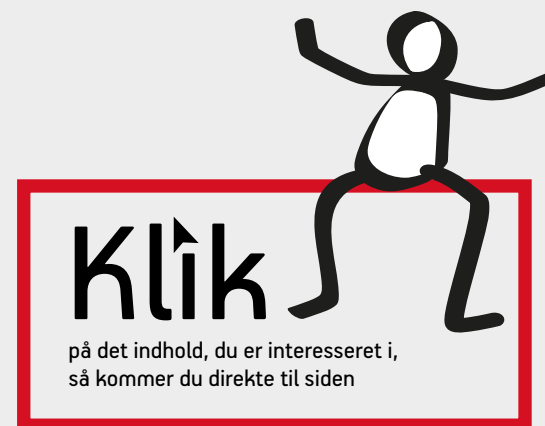 Klik
på det indhold, du er interesseret i,
så kommer du direkte til siden